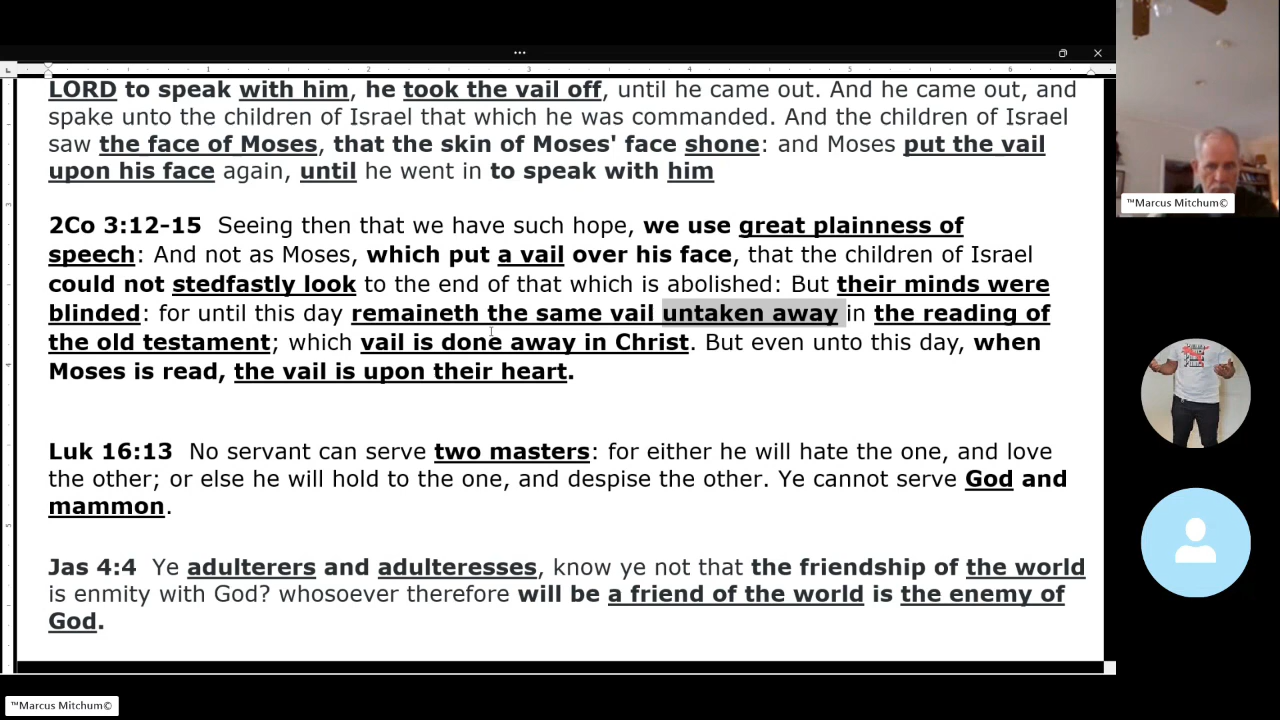 LORD to speak with him, he took the vail off, until he came out. And he came out, and
spake unto the children of Israel that which he was commanded. And the children of Israel
saw the face of Moses, that the skin of Moses' face shone: and Moses put the vail
upon his face again, until he went in to speak with him
2Co 3:12-15  Seeing then that we have such hope, we use great plainness of
speech: And not as Moses, which put a vail over his face, that the children of Israel
could not stedfastly look to the end of that which is abolished: But their minds were
blinded: for until this day remaineth the same vail untaken away in the reading of
the old testament; which vail is done away in Christ. But even unto this day, when
Moses is read, the vail is upon their heart.
Luk 16:13  No servant can serve two masters: for either he will hate the one, and love
the other; or else he will hold to the one, and despise the other. Ye cannot serve God and
mammon.
Jas 4:4  Ye adulterers and adulteresses, know ye not that the friendship of the world
is enmity with God? whosoever therefore will be a friend of the world is the enemy of
God.
™Marcus Mitchum©
™Marcus Mitchum©